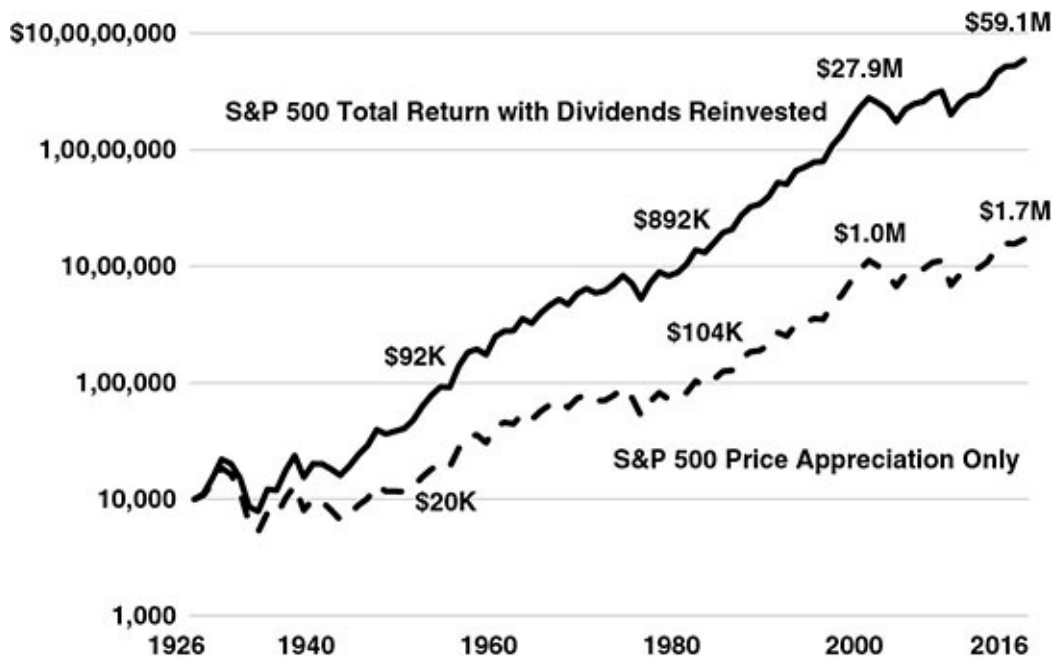 $59.1M
$10,00,00,000
$27.9M
S&P 500 Total Return with Dividends Reinvested
1,00,00,000
$892K
$1.7M
$1.0M
10,00,000
$92K
$104K
1,00,000
S&P 500 Price Appreciation Only
10,000
$20K
1,000
1926 1940 1960 1980 2000 2016